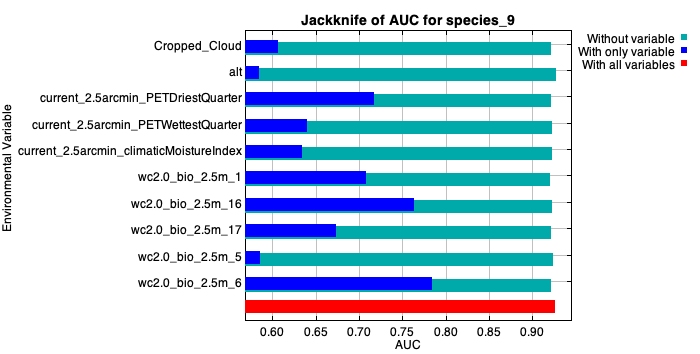 Jackknife of AUC for species_9
Without variable
With only variable
With all variables
Environmental Variable
Cropped_Cloud
alt
current_2.5arcmin_PETDriestQuarter
current_2.5arcmin_PETWettestQuarter
current_2.5arcmin_climaticMoistureIndex
wc2.0_bio_2.5m_1
wc2.0_bio_2.5m_16
wc2.0_bio_2.5m_17
wc2.0_bio_2.5m_5
wc2.0_bio_2.5m_6
0.60 0.65 0.70 0.75 0.80 0.85 0.90
AUC